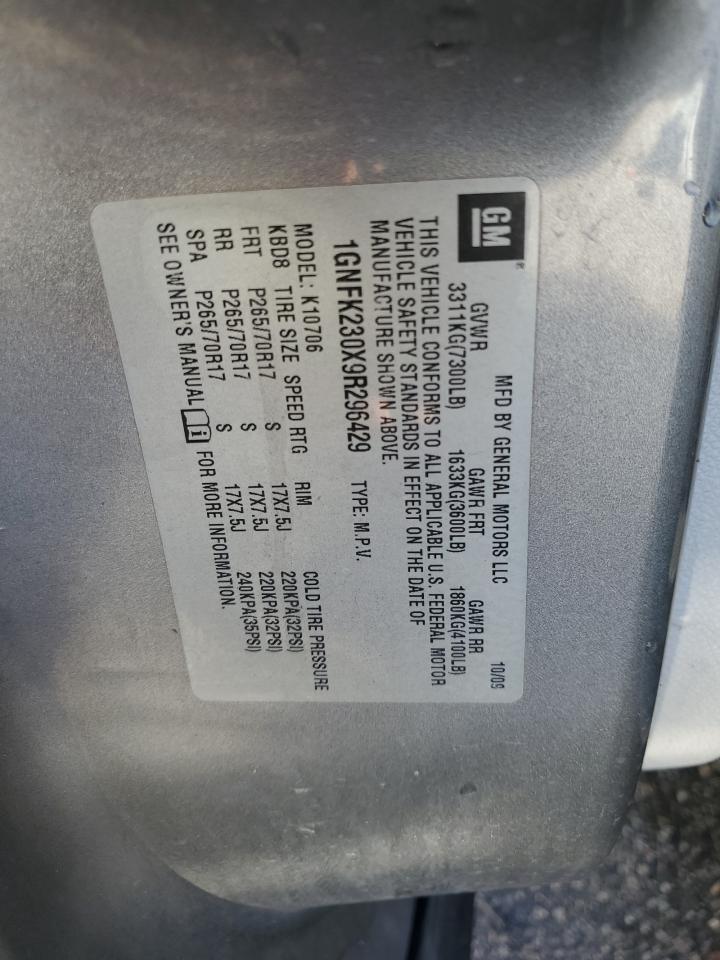 GM
MFD BY GENERAL MOTORS LLC 10/09
GVWR GAWR FRT GAWR RR
3311KG(7300LB) 1633KG(3600LB) 1860KG(4100LB)
THIS VEHICLE CONFORMS TO ALL APPLICABLE U.S. FEDERAL MOTOR
VEHICLE SAFETY STANDARDS IN EFFECT ON THE DATE OF
MANUFACTURE SHOWN ABOVE.
1GNFK230X9R296429 TYPE: M.P.V.
MODEL: K10706
KBD8 TIRE SIZE SPEED RTG RIM COLD TIRE PRESSURE
FRT P265/70R17 S 17X7.5J 220KPA(32PSI)
RR P265/70R17 S 17X7.5J 220KPA(32PSI)
SPA P265/70R17 S 17X7.5J 240KPA(35PSI)
SEE OWNER'S MANUAL i FOR MORE INFORMATION.